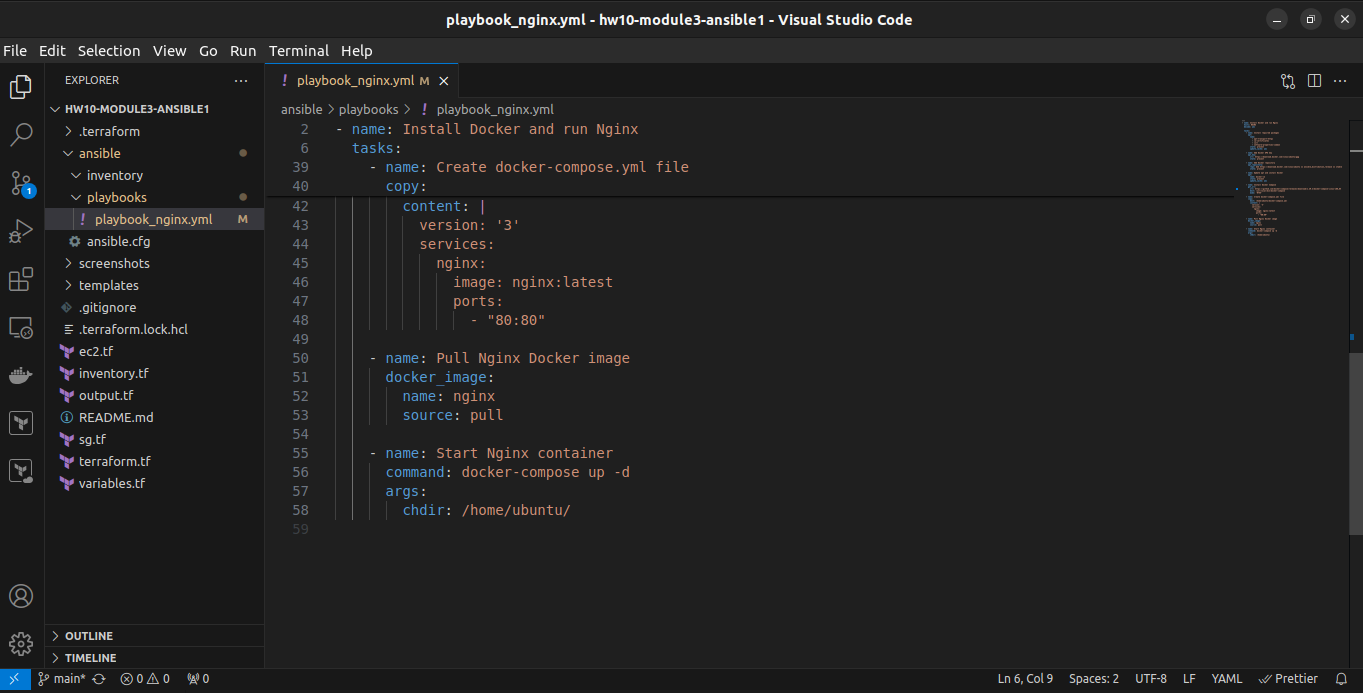 playbook_nginx.yml - hw10-module3-ansible1 - Visual Studio Code
File Edit Selection View Go Run Terminal Help
EXPLORER
HW10-MODULE3-ANSIBLE1
.terraform
ansible
inventory
playbooks
! playbook_nginx.yml M
ansible.cfg
screenshots
templates
.gitignore
.terraform.lock.hcl
ec2.tf
inventory.tf
output.tf
README.md
sg.tf
terraform.tf
variables.tf
OUTLINE
TIMELINE
1
! playbook_nginx.yml M
ansible > playbooks > ! playbook_nginx.yml
2 - name: Install Docker and run Nginx
6 tasks:
39 - name: Create docker-compose.yml file
40 copy:
42 content: |
43 version: '3'
44 services:
45 nginx:
46 image: nginx:latest
47 ports:
48 - "80:80"
49
50 - name: Pull Nginx Docker image
51 docker_image:
52 name: nginx
53 source: pull
54
55 - name: Start Nginx container
56 command: docker-compose up -d
57 args:
58 chdir: /home/ubuntu/
59
main* 0 0 0 Ln 6, Col 9 Spaces: 2 UTF-8 LF YAML Prettier